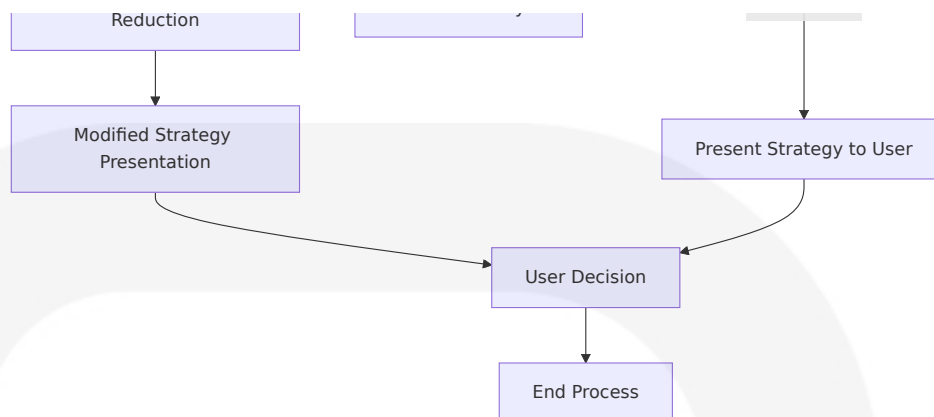 Reduction
Modified Strategy
Presentation
Present Strategy to User
User Decision
End Process